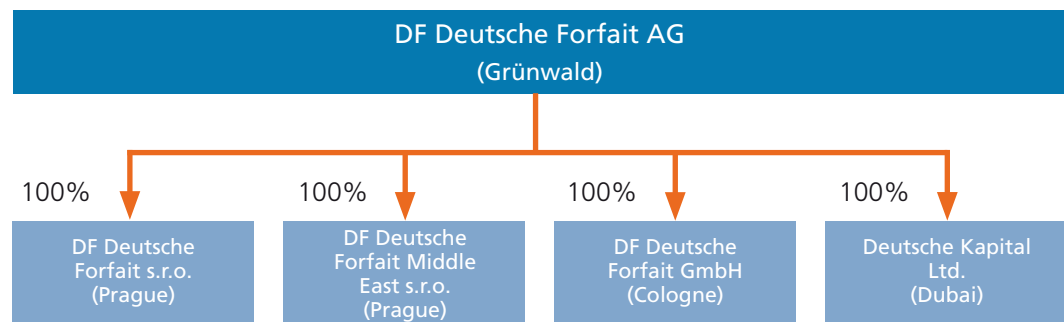 DF Deutsche Forfait AG
(Grünwald)
100%
100%
100%
100%
DF Deutsche
Forfait s.r.o.
(Prague)
DF Deutsche
Forfait Middle
East s.r.o.
(Prague)
DF Deutsche
Forfait GmbH
(Cologne)
Deutsche Kapital
Ltd.
(Dubai)